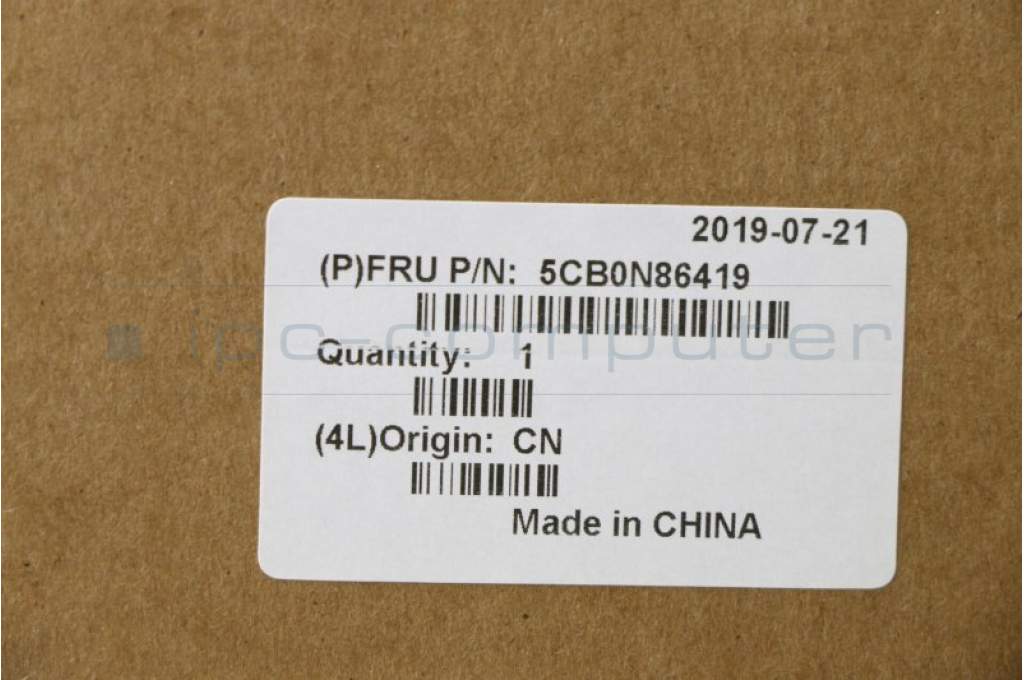 2019-07-21
(P)FRU P/N: 5CB0N86419
ipc-computer
Quantity: 1
(4L)Origin: CN
Made in CHINA